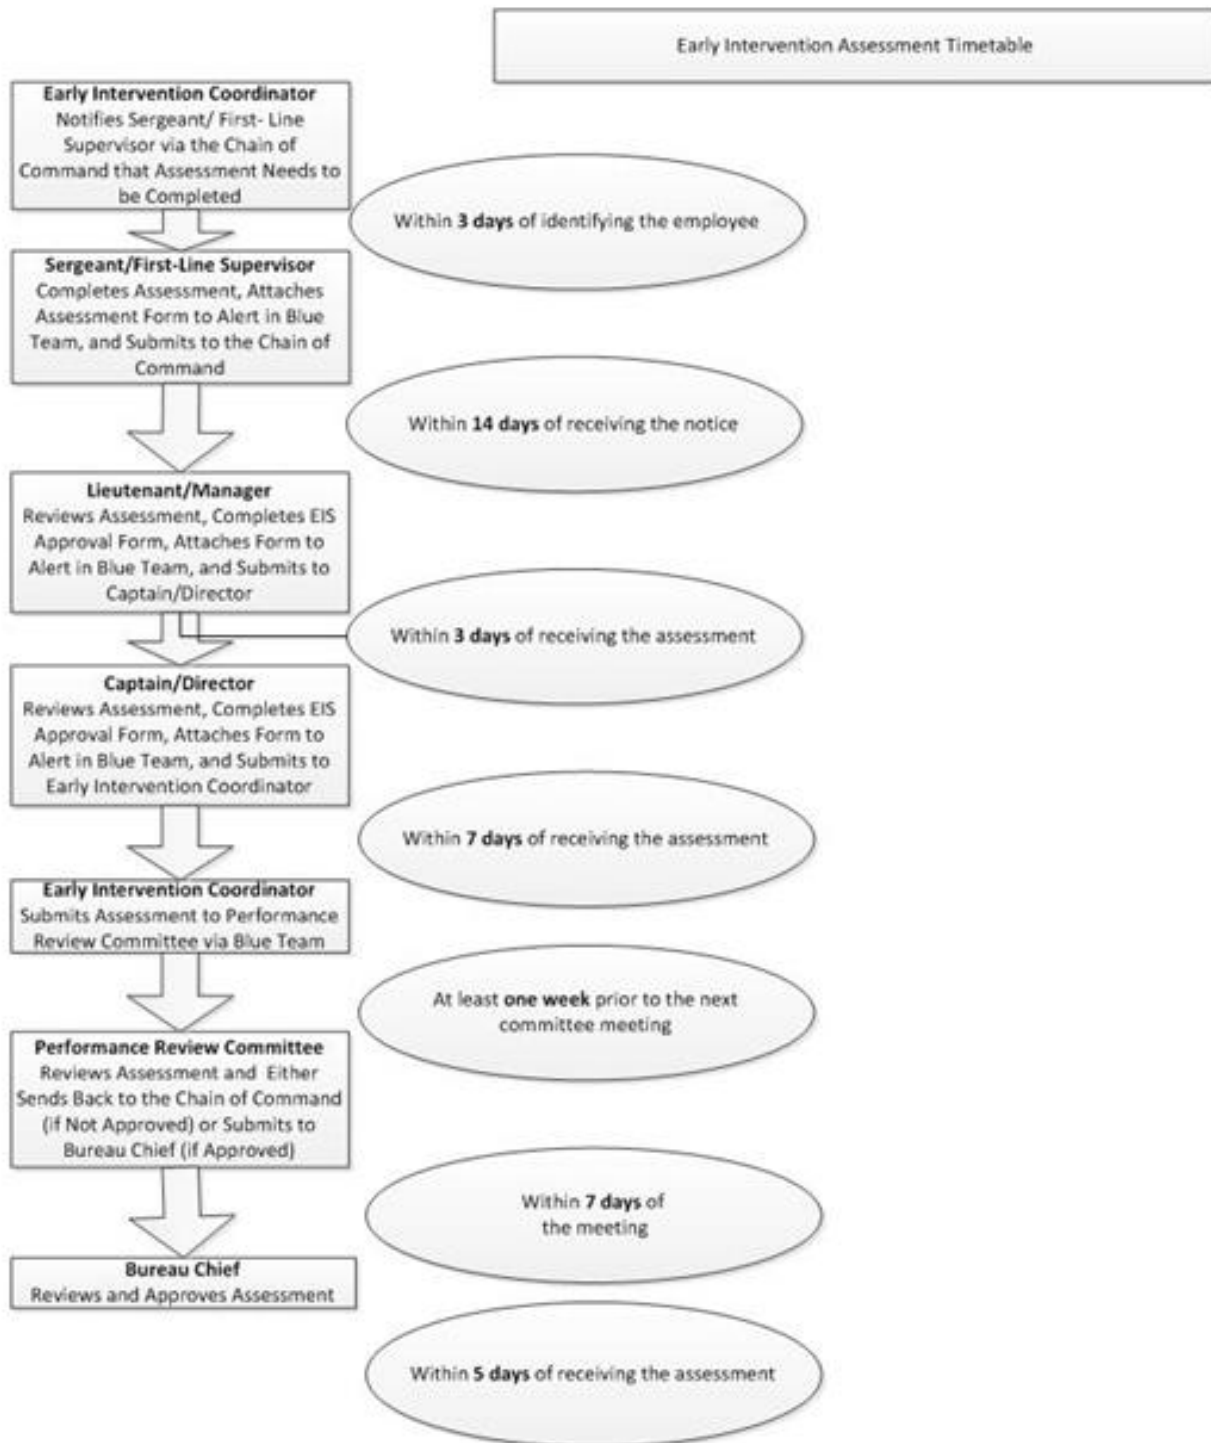 Early Intervention Assessment Timetable
Early Intervention Coordinator
Notifies Sergeant/ First- Line
Supervisor via the Chain of
Command that Assessment Needs to
be Completed
Within 3 days of identifying the employee
Sergeant/First-Line Supervisor
Completes Assessment, Attaches
Assessment Form to Alert in Blue
Team, and Submits to the Chain of
Command
Within 14 days of receiving the notice
Lieutenant/Manager
Reviews Assessment, Completes EIS
Approval Form, Attaches Form to
Alert in Blue Team, and Submits to
Captain/Director
Within 3 days of receiving the assessment
Captain/Director
Reviews Assessment, Completes EIS
Approval Form, Attaches Form to
Alert in Blue Team, and Submits to
Early Intervention Coordinator
Within 7 days of receiving the assessment
Early Intervention Coordinator
Submits Assessment to Performance
Review Committee via Blue Team
At least one week prior to the next
committee meeting
Performance Review Committee
Reviews Assessment and Either
Sends Back to the Chain of Command
(if Not Approved) or Submits to
Bureau Chief (if Approved)
Within 7 days of
the meeting
Bureau Chief
Reviews and Approves Assessment
Within 5 days of receiving the assessment